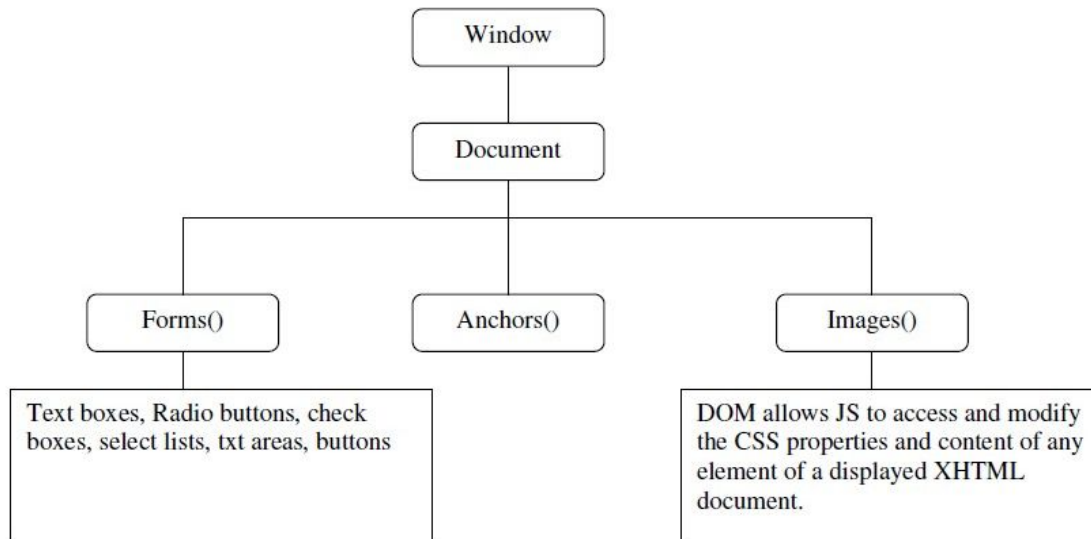 Window
Document
Forms()
Anchors()
Images()
Text boxes, Radio buttons, check
boxes, select lists, txt areas, buttons
DOM allows JS to access and modify
the CSS properties and content of any
element of a displayed XHTML
document.